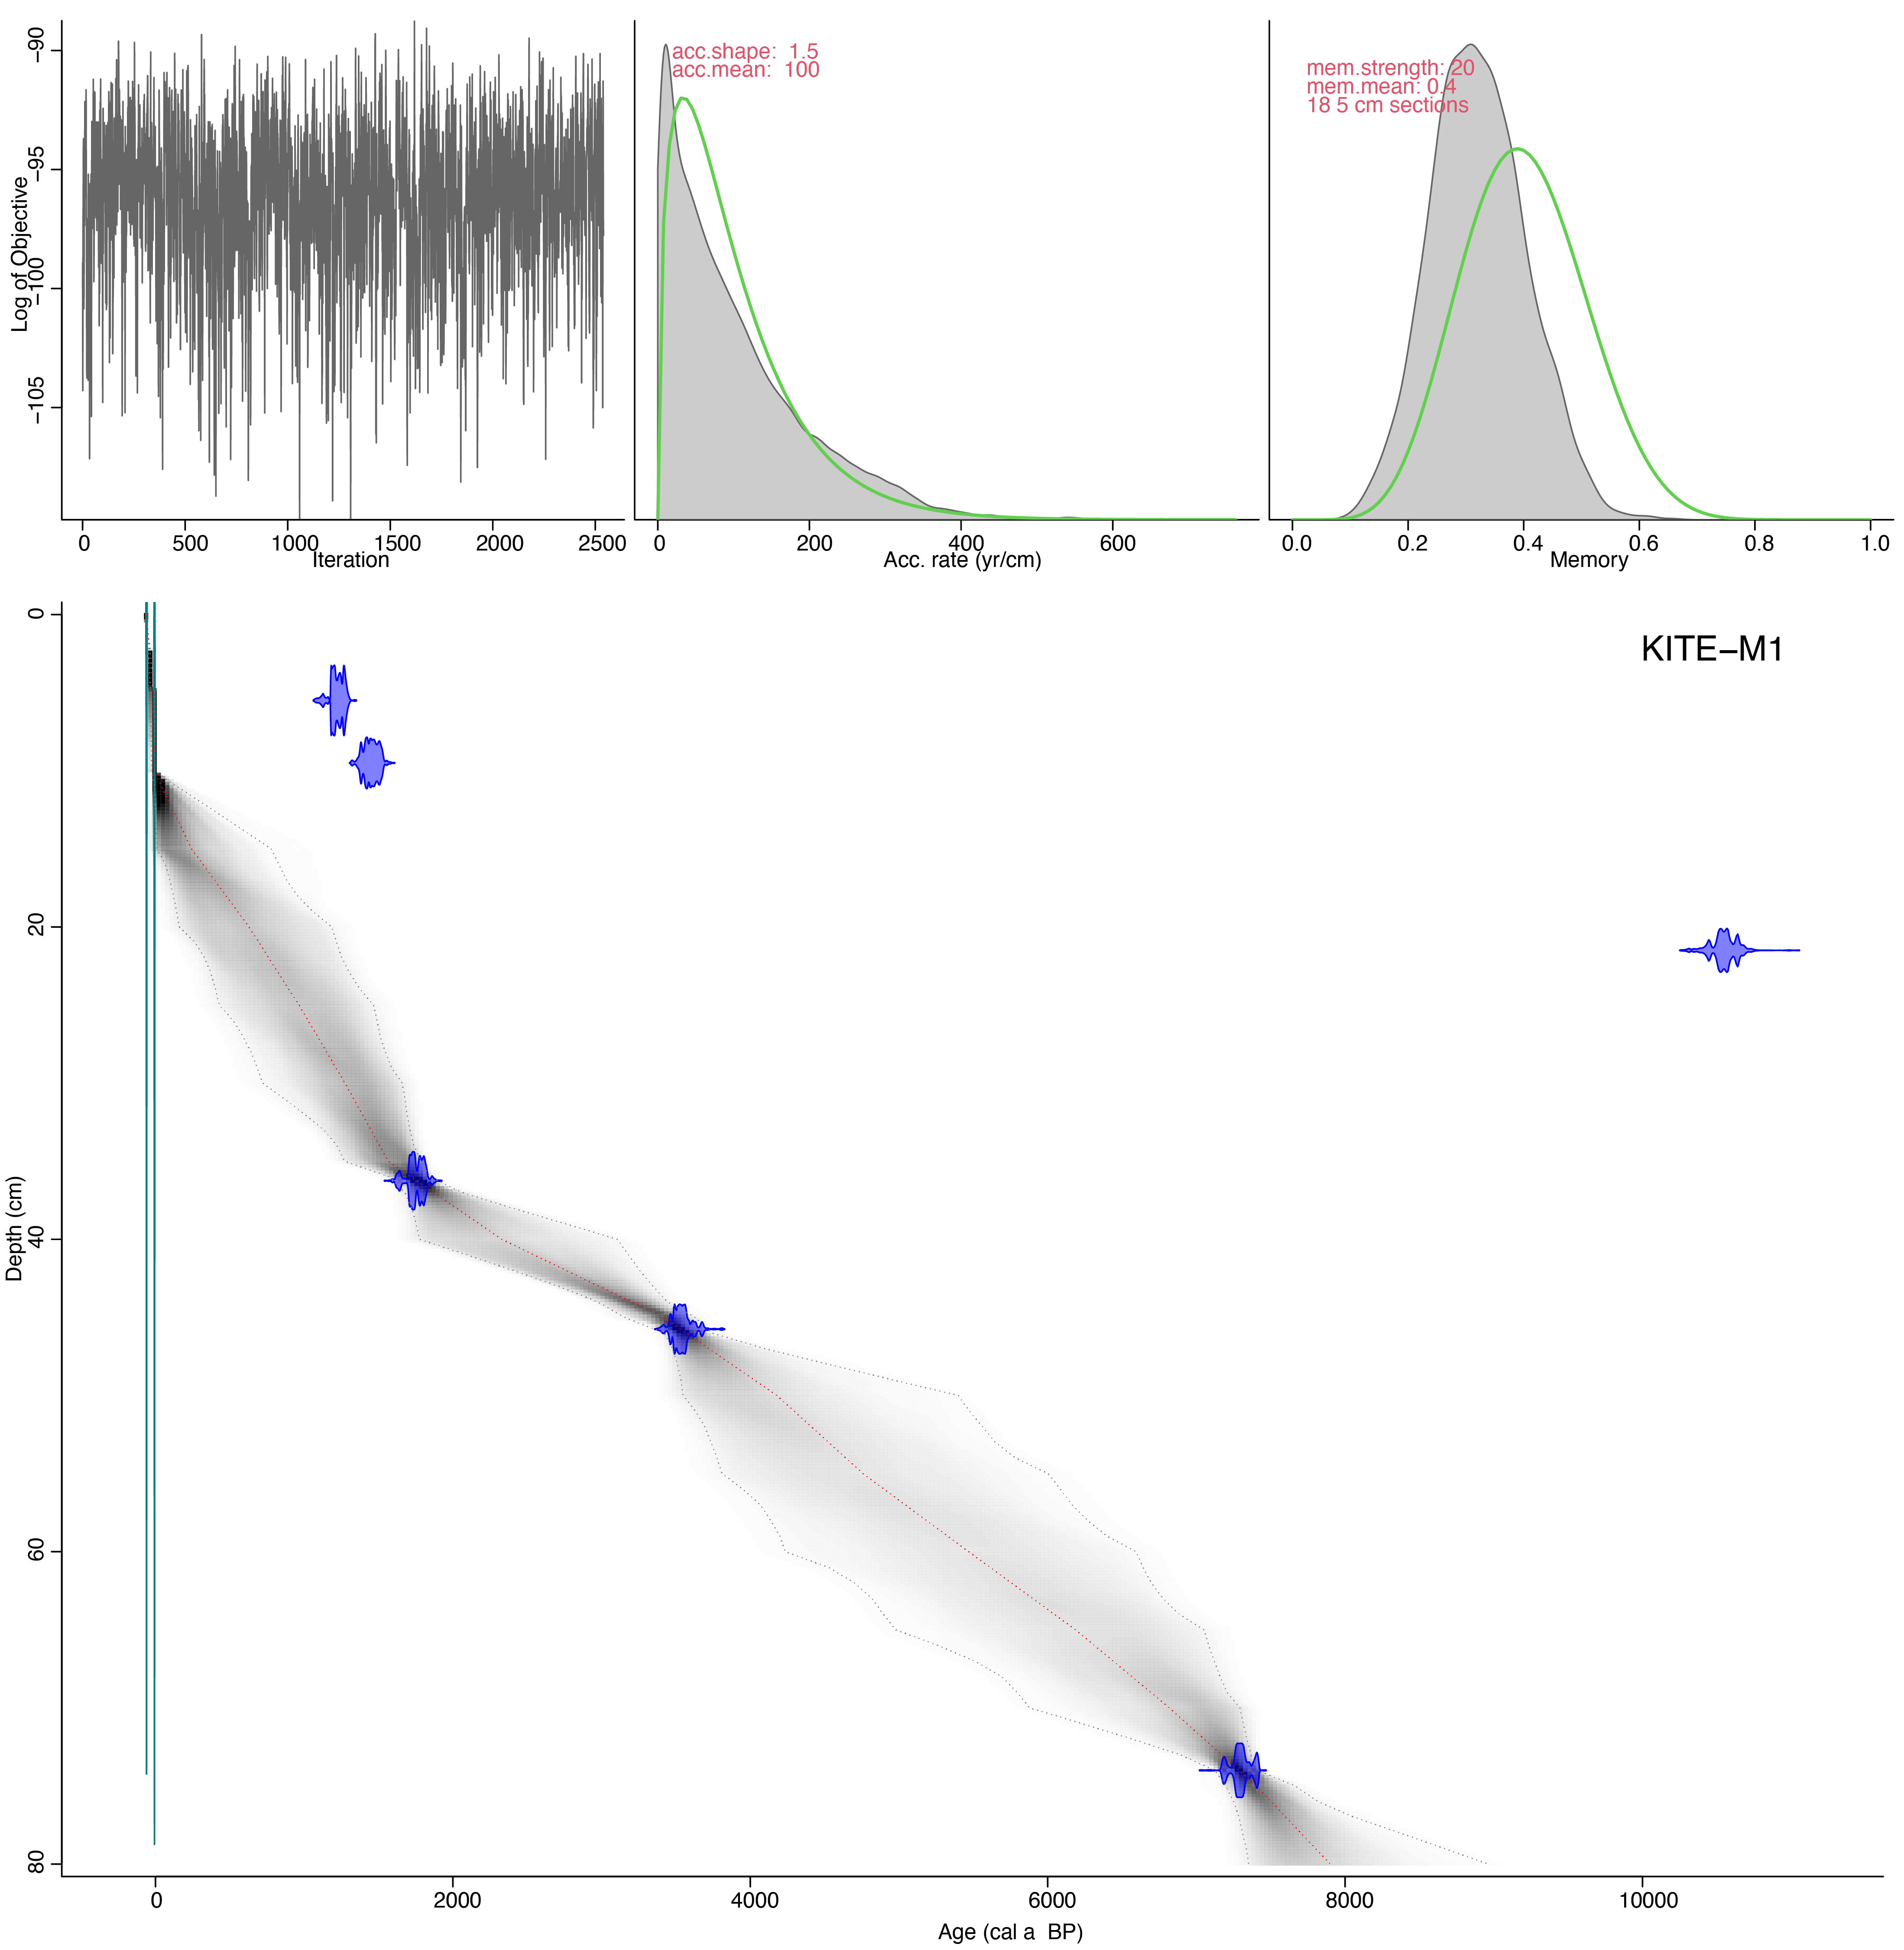 -90
-95
-100
-105
Log of Objective
0 500 1000 1500 2000 2500
Iteration
acc.shape: 1.5
acc.mean: 100
0 200 400 600
Acc. rate (yr/cm)
mem.strength: 20
mem.mean: 0.4
18 5 cm sections
0.0 0.2 0.4 0.6 0.8 1.0
Memory
KITE−M1
0
20
40
60
80
Depth (cm)
0 2000 4000 6000 8000 10000
Age (cal a BP)